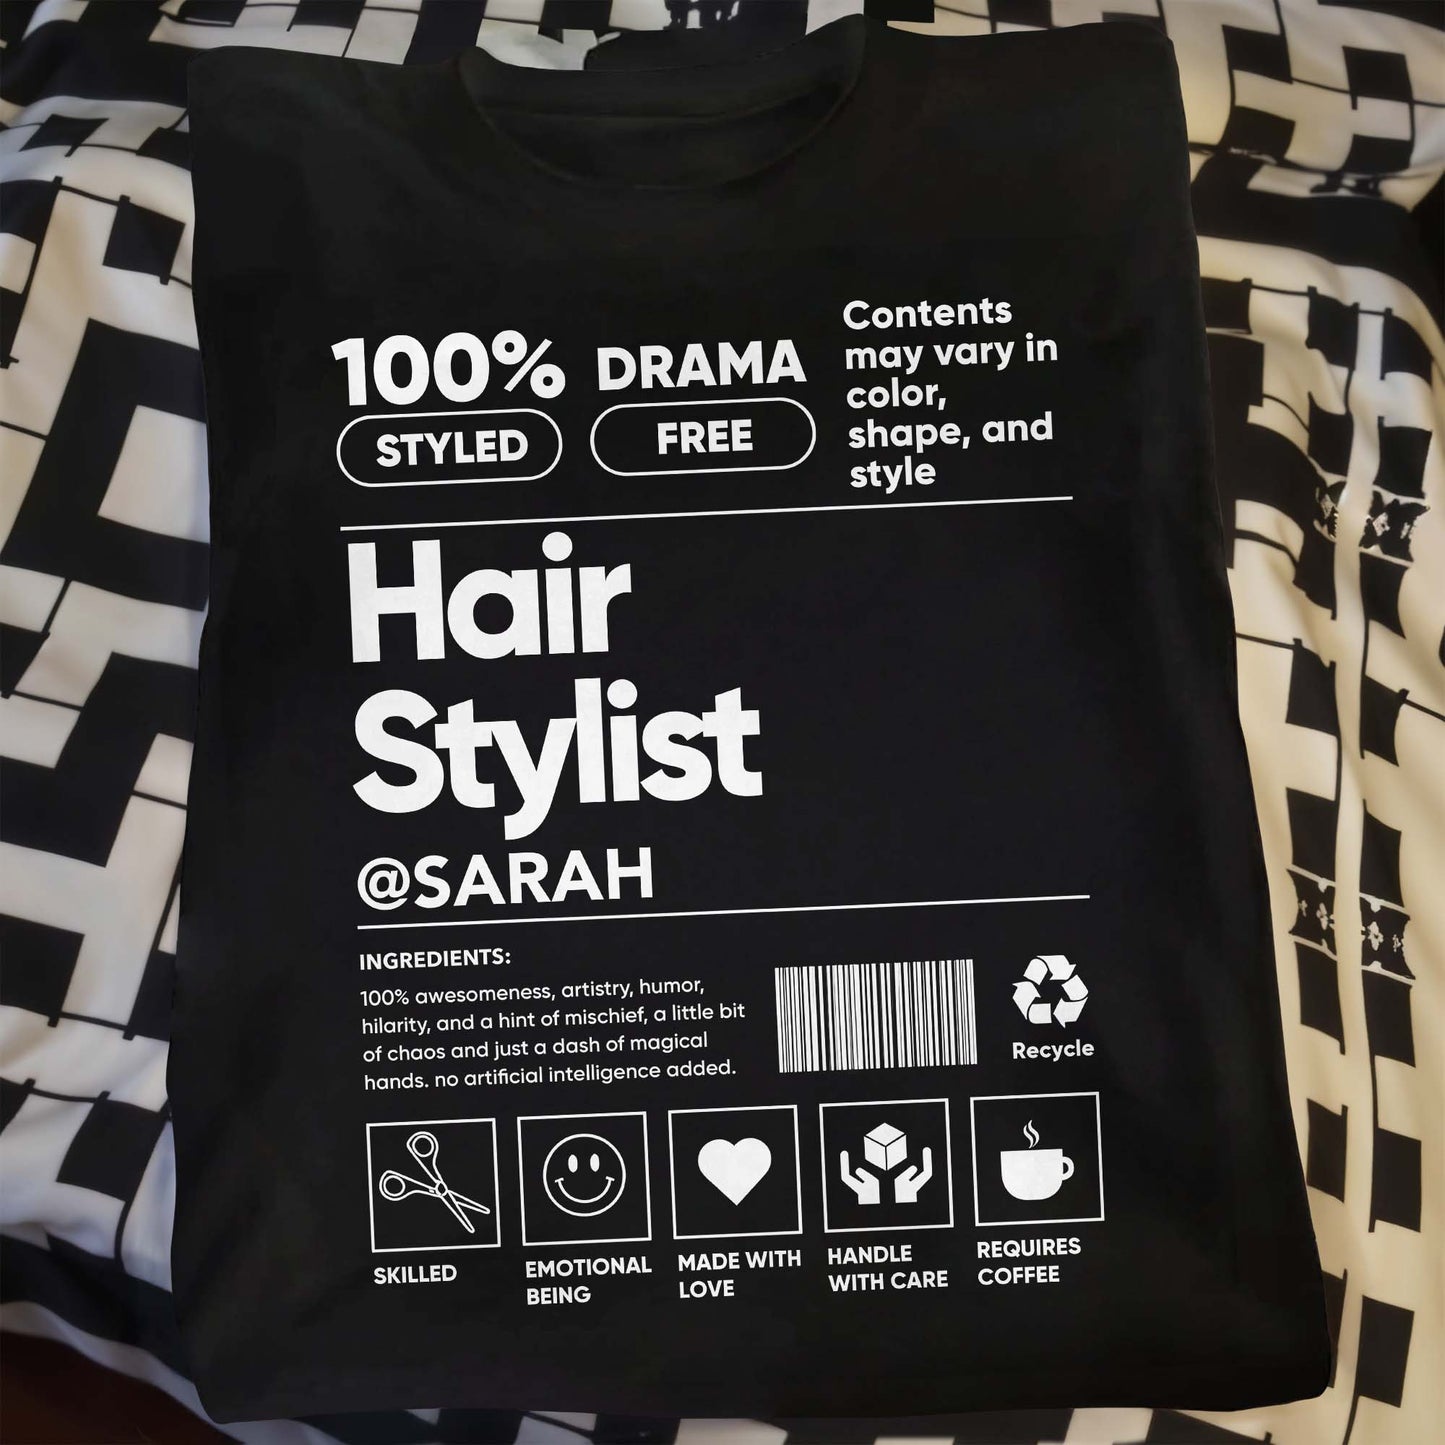 100%
STYLED
DRAMA
FREE
Contents
may vary in
color,
shape, and
style
Hair
Stylist
@SARAH
INGREDIENTS:
100% awesomeness, artistry, humor,
hilarity, and a hint of mischief, a little bit
of chaos and just a dash of magical
hands. no artificial intelligence added.
Recycle
SKILLED
EMOTIONAL
BEING
MADE WITH
LOVE
HANDLE
WITH CARE
REQUIRES
COFFEE